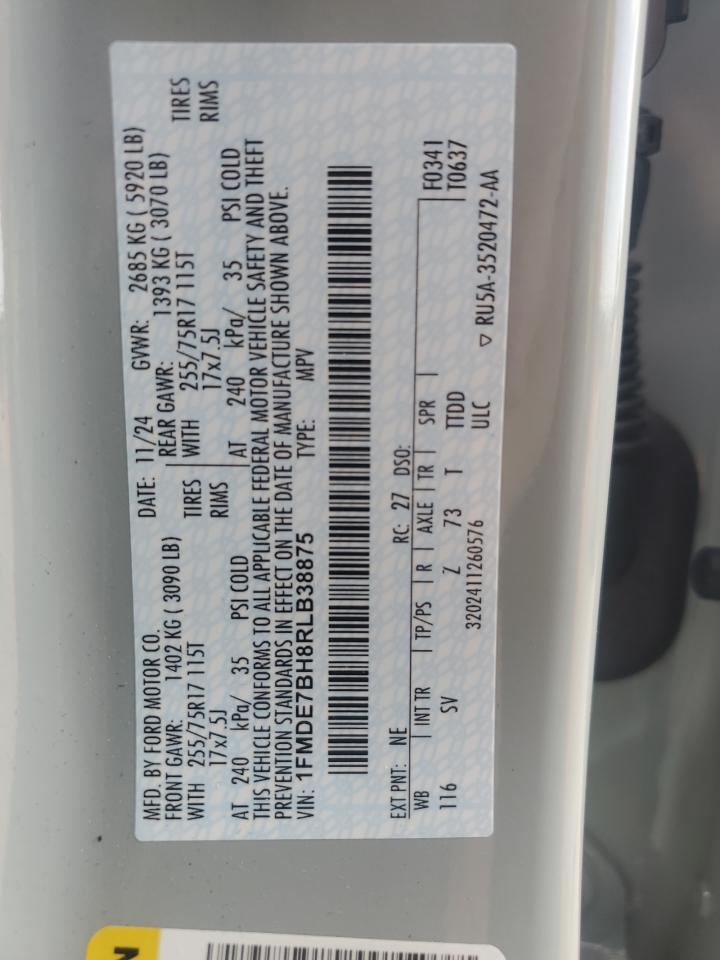 MFD. BY FORD MOTOR CO.
DATE: 11/24 GVWR: 2685 KG ( 5920 LB)
FRONT GAWR: 1402 KG ( 3090 LB) REAR GAWR: 1393 KG ( 3070 LB)
WITH 255/75R17 115T TIRES WITH 255/75R17 115T TIRES
17x7.5J RIMS 17x7.5J RIMS
AT 240 kPa/ 35 PSI COLD AT 240 kPa/ 35 PSI COLD
THIS VEHICLE CONFORMS TO ALL APPLICABLE FEDERAL MOTOR VEHICLE SAFETY AND THEFT
PREVENTION STANDARDS IN EFFECT ON THE DATE OF MANUFACTURE SHOWN ABOVE.
VIN: 1FMDE7BH8RLB38875 TYPE: MPV
EXT PNT: NE RC: 27 DSO: F0341
WB INT TR TP/PS R AXLE TR SPR T0637
116 SV Z 73 T TTDD
3202411260576 ULC ▽ RU5A-3520472-AA
N